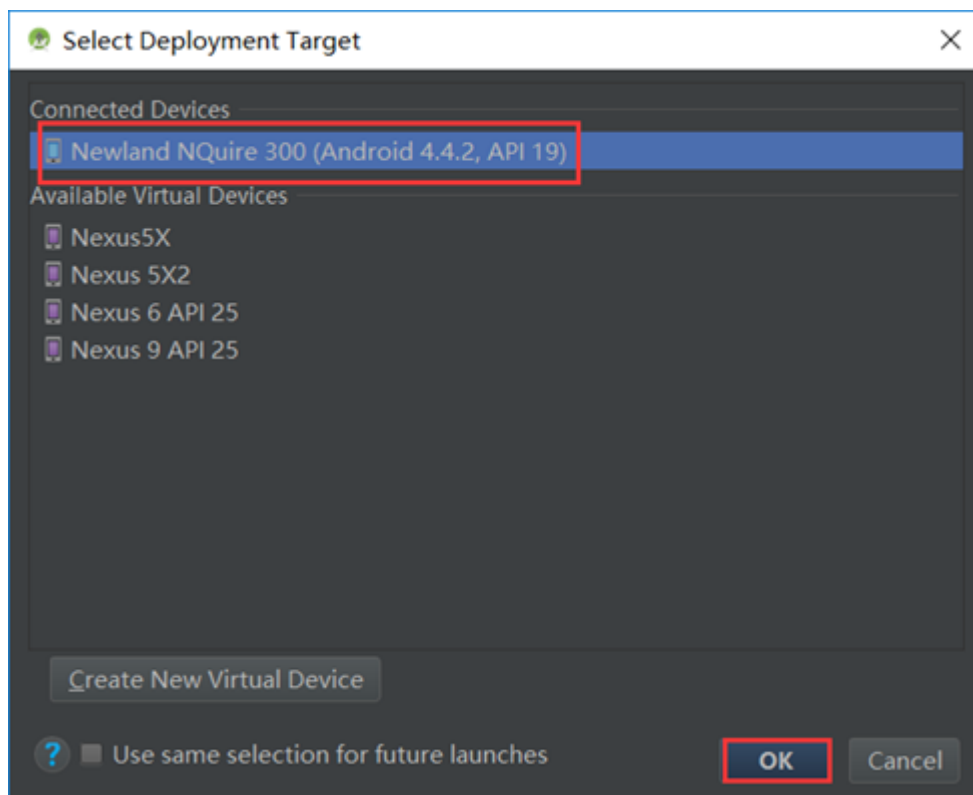 Select Deployment Target
Connected Devices
Newland NQuire 300 (Android 4.4.2, API 19)
Available Virtual Devices
Nexus5X
Nexus 5X2
Nexus 6 API 25
Nexus 9 API 25
Create New Virtual Device
? Use same selection for future launches
OK
Cancel